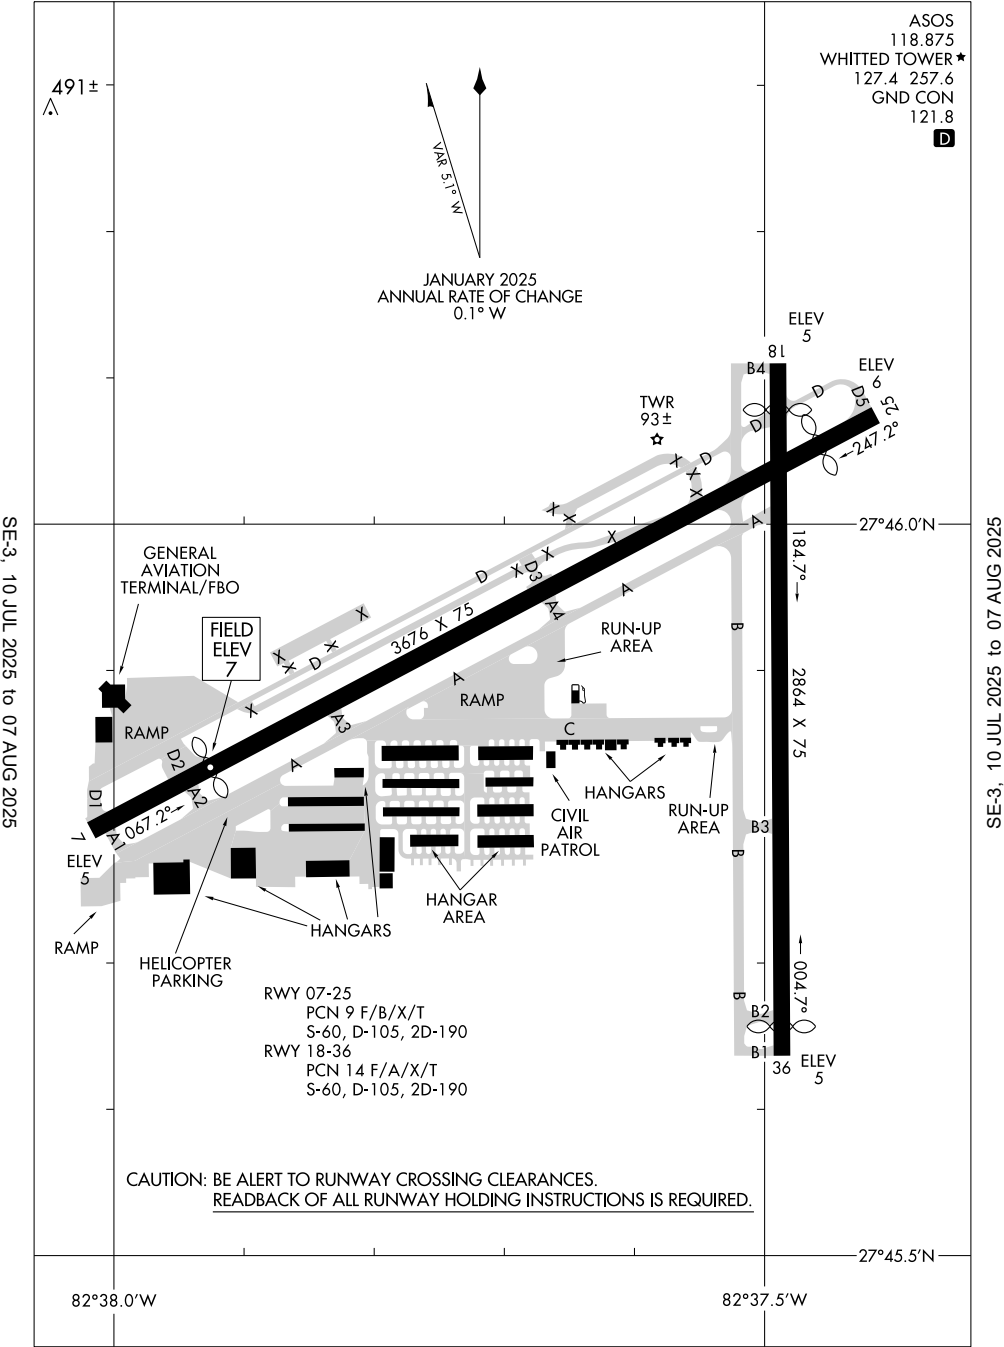 ASOS
118.875
WHITTED TOWER ★
127.4 257.6
GND CON
121.8
D
491±
VAR 5.1° W
JANUARY 2025
ANNUAL RATE OF CHANGE
0.1° W
ELEV
5
18
B4
D
ELEV
6
D5
25
D
247.2°
TWR
93±
X
D
X
X
X
X
A
27°46.0'N
X
X
184.7°
SE-3, 10 JUL 2025 to 07 AUG 2025
SE-3, 10 JUL 2025 to 07 AUG 2025
GENERAL
AVIATION
TERMINAL/FBO
X
D3
D
A
A4
X
3676 X 75
FIELD
ELEV
7
RUN-UP
AREA
B
X
X
X
D
A
RAMP
2864 X 75
X
A3
C
RAMP
D2
A
A2
D1
067.2°
7
A1
ELEV
5
HANGARS
CIVIL
AIR
PATROL
RUN-UP
AREA
B3
B
RAMP
HELICOPTER
PARKING
HANGARS
HANGAR
AREA
004.7°
RWY 07-25
PCN 9 F/B/X/T
S-60, D-105, 2D-190
RWY 18-36
PCN 14 F/A/X/T
S-60, D-105, 2D-190
B
B2
B1
36
ELEV
5
CAUTION: BE ALERT TO RUNWAY CROSSING CLEARANCES.
READBACK OF ALL RUNWAY HOLDING INSTRUCTIONS IS REQUIRED.
27°45.5'N
82°38.0'W
82°37.5'W